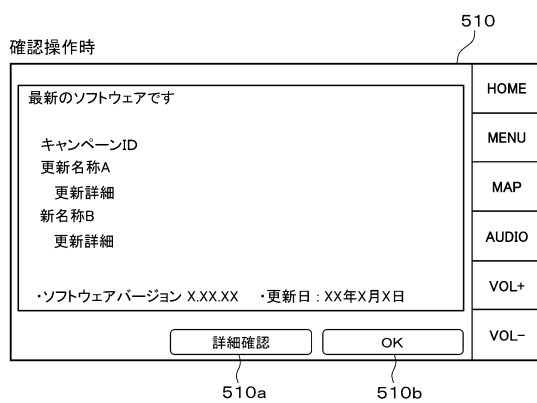 510
確認操作時
最新のソフトウェアです
キャンペーンID
更新名称A
更新詳細
新名称B
更新詳細
・ソフトウェアバージョン X.XX.XX ・更新日：XX年X月X日
詳細確認
OK
HOME
MENU
MAP
AUDIO
VOL+
VOL−
510a
510b